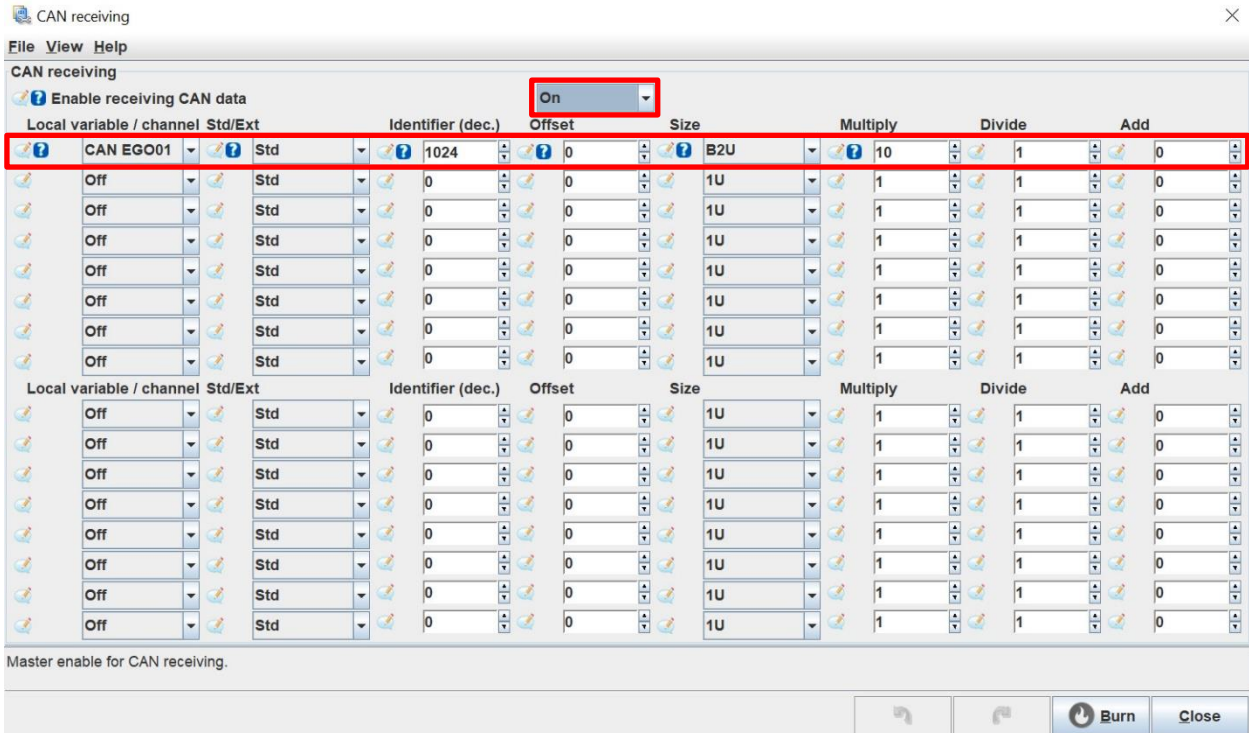 CAN receiving
File View Help
CAN receiving
Enable receiving CAN data On
Local variable / channel Std/Ext Identifier (dec.) Offset Size Multiply Divide Add
CAN EGO01 Std 1024 0 B2U 10 1 0
Off Std 0 0 1U 1 1 0
Off Std 0 0 1U 1 1 0
Off Std 0 0 1U 1 1 0
Off Std 0 0 1U 1 1 0
Off Std 0 0 1U 1 1 0
Off Std 0 0 1U 1 1 0
Off Std 0 0 1U 1 1 0
Local variable / channel Std/Ext Identifier (dec.) Offset Size Multiply Divide Add
Off Std 0 0 1U 1 1 0
Off Std 0 0 1U 1 1 0
Off Std 0 0 1U 1 1 0
Off Std 0 0 1U 1 1 0
Off Std 0 0 1U 1 1 0
Off Std 0 0 1U 1 1 0
Off Std 0 0 1U 1 1 0
Off Std 0 0 1U 1 1 0
Master enable for CAN receiving.
Burn Close